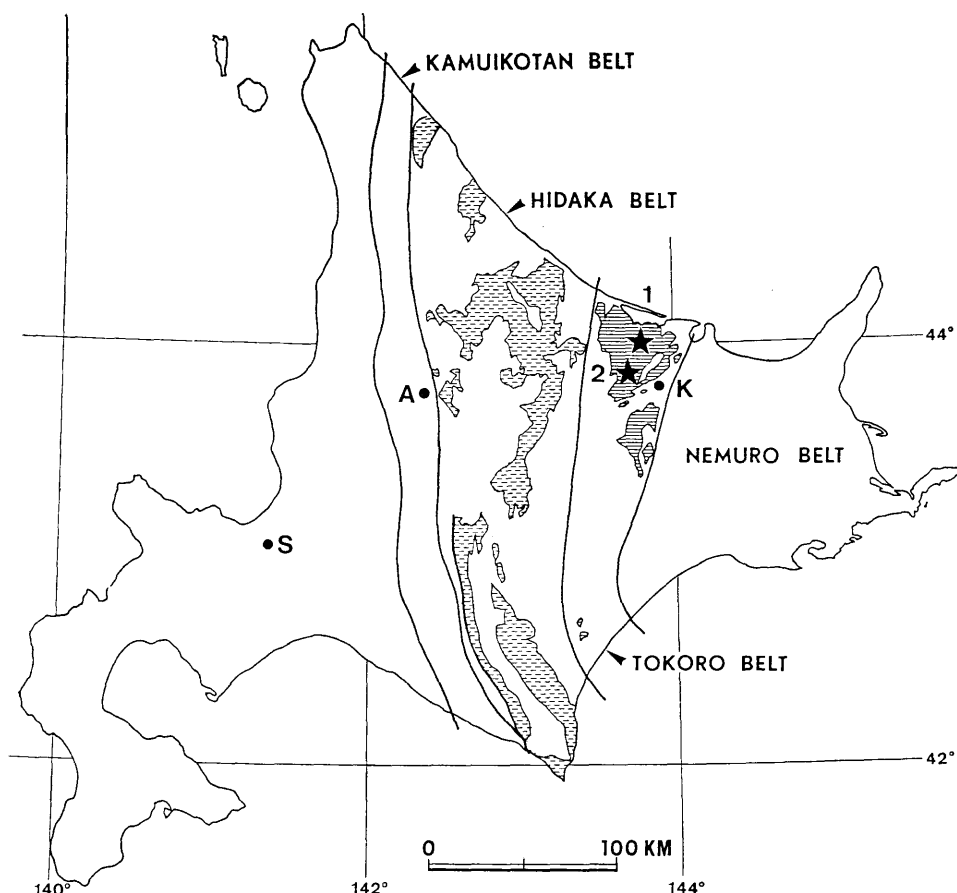 KAMUIKOTAN BELT
HIDAKA BELT
1
44°
2
A
K
NEMURO BELT
S
TOKORO BELT
42°
0 100 KM
140° 142° 144°